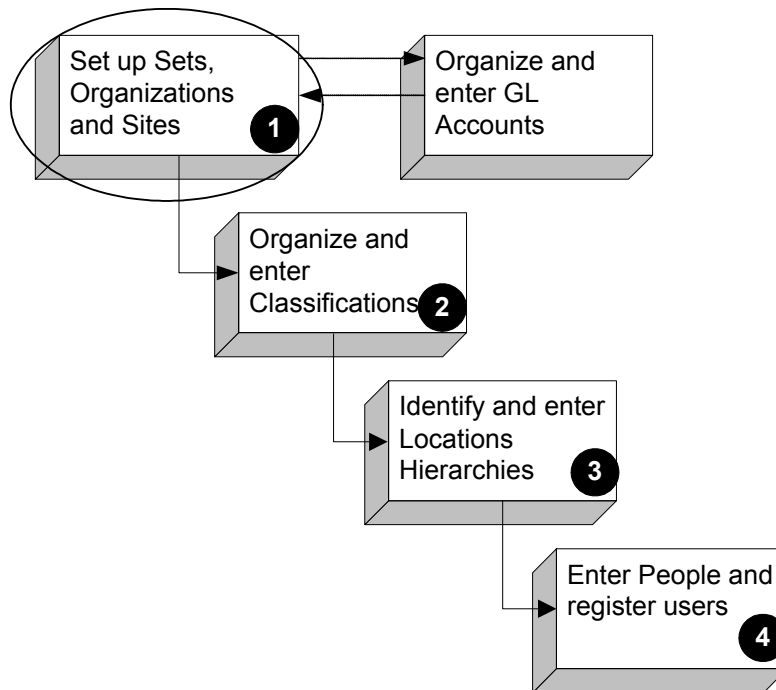 Set up Sets,
Organizations
and Sites
1
Organize and
enter GL
Accounts
Organize and
enter
Classifications
2
Identify and enter
Locations
Hierarchies
3
Enter People and
register users
4